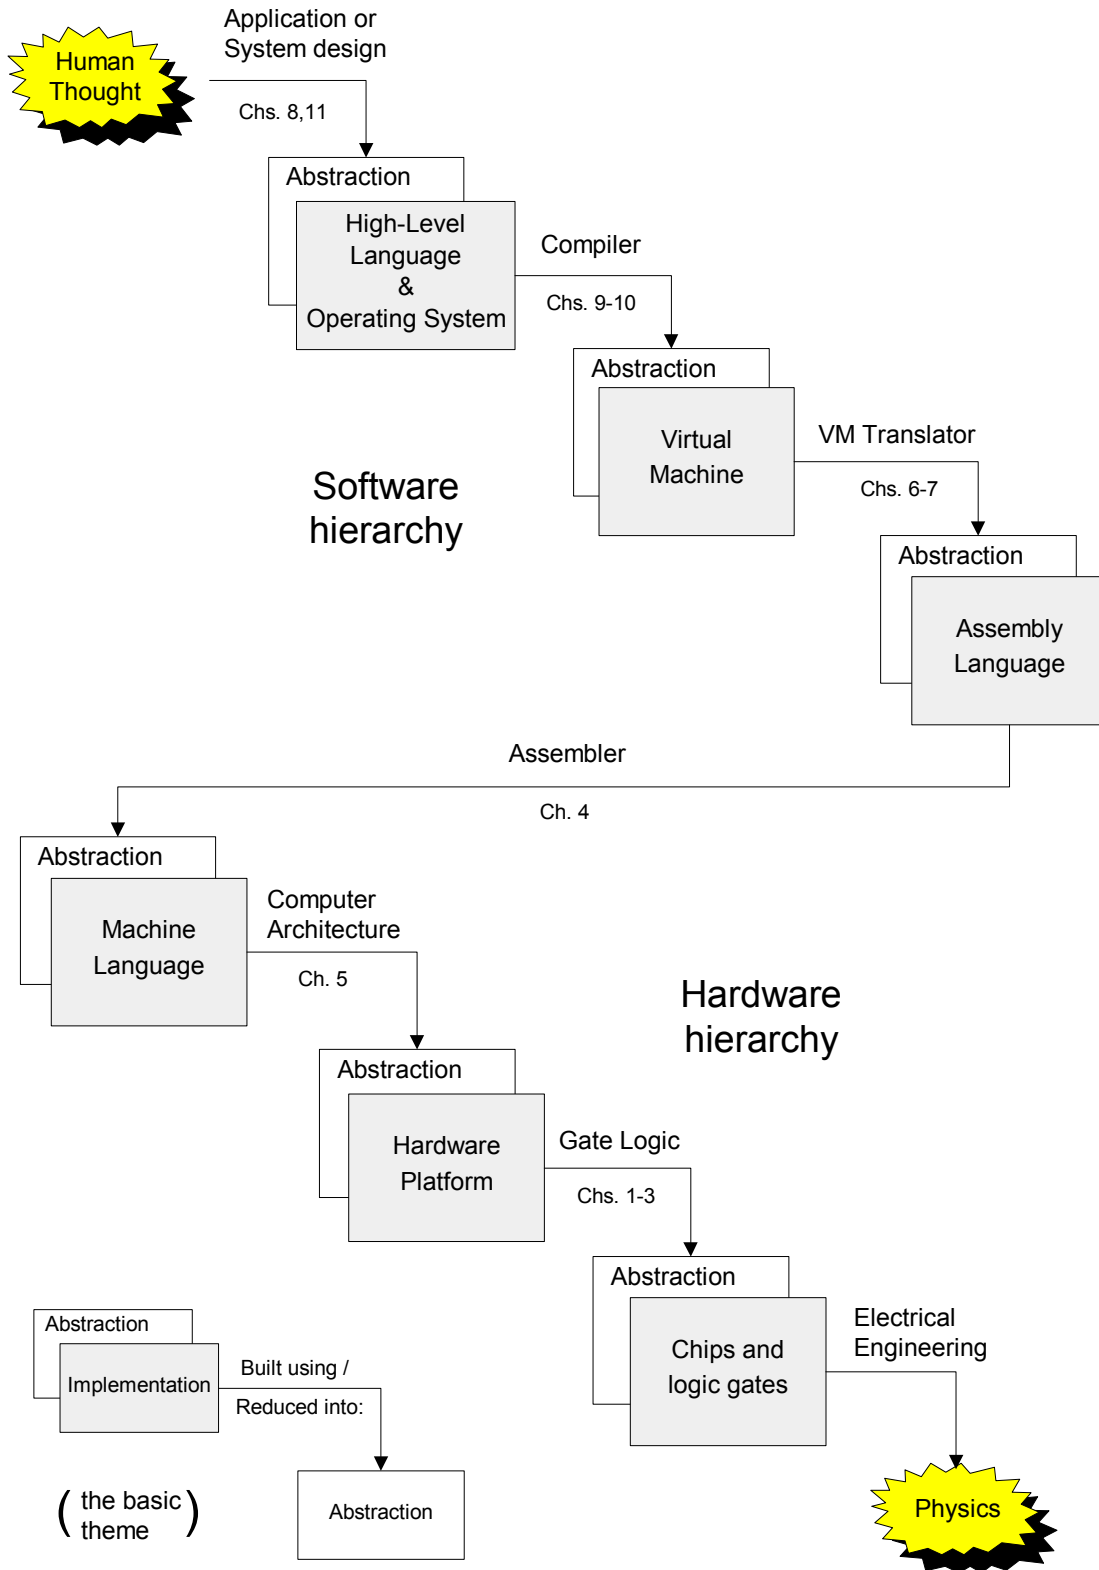 Human
Thought
Application or
System design
Chs. 8,11
Abstraction
High-Level
Language
&
Operating System
Compiler
Chs. 9-10
Abstraction
Virtual
Machine
VM Translator
Chs. 6-7
Software
hierarchy
Abstraction
Assembly
Language
Assembler
Ch. 4
Abstraction
Machine
Language
Computer
Architecture
Ch. 5
Hardware
hierarchy
Abstraction
Hardware
Platform
Gate Logic
Chs. 1-3
Abstraction
Chips and
logic gates
Electrical
Engineering
Physics
Abstraction
Implementation
Built using /
Reduced into:
Abstraction
( the basic
theme )